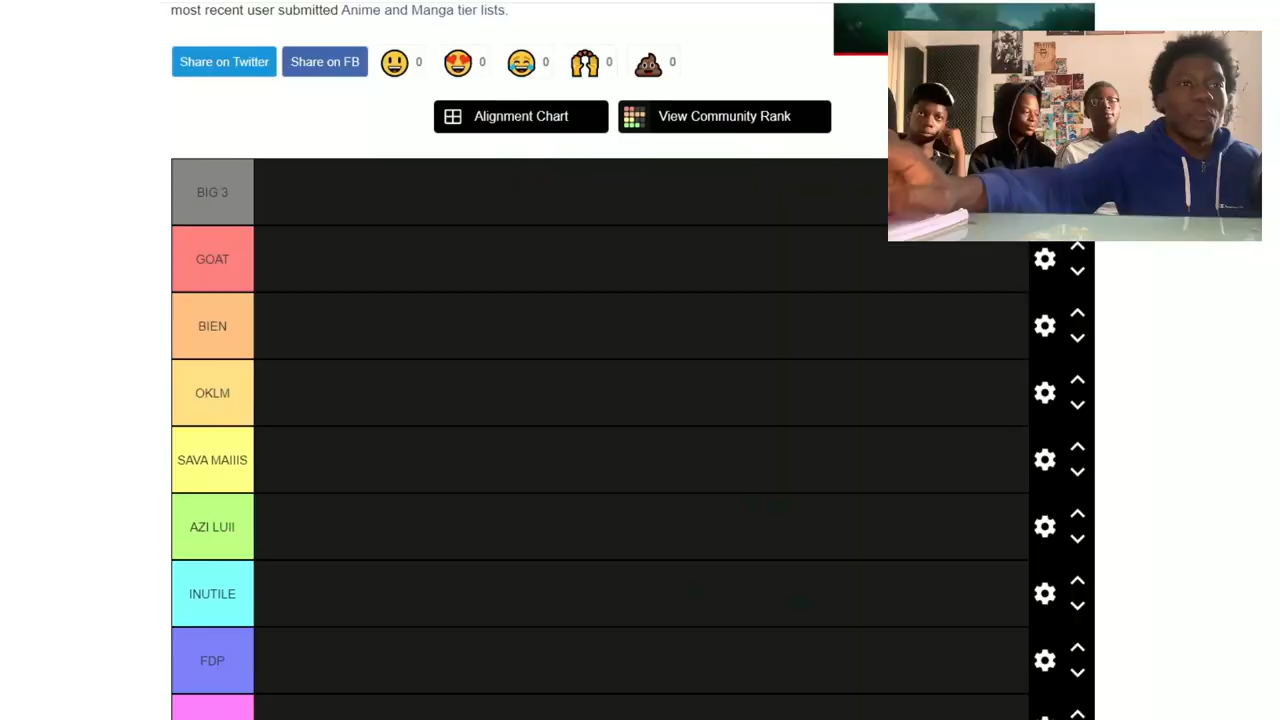 most recent user submitted Anime and Manga tier lists.
Share on Twitter Share on FB 0 0 0 0 0
Alignment Chart View Community Rank
BIG 3
GOAT
BIEN
OKLM
SAVA MAIIIS
AZI LUII
INUTILE
FDP